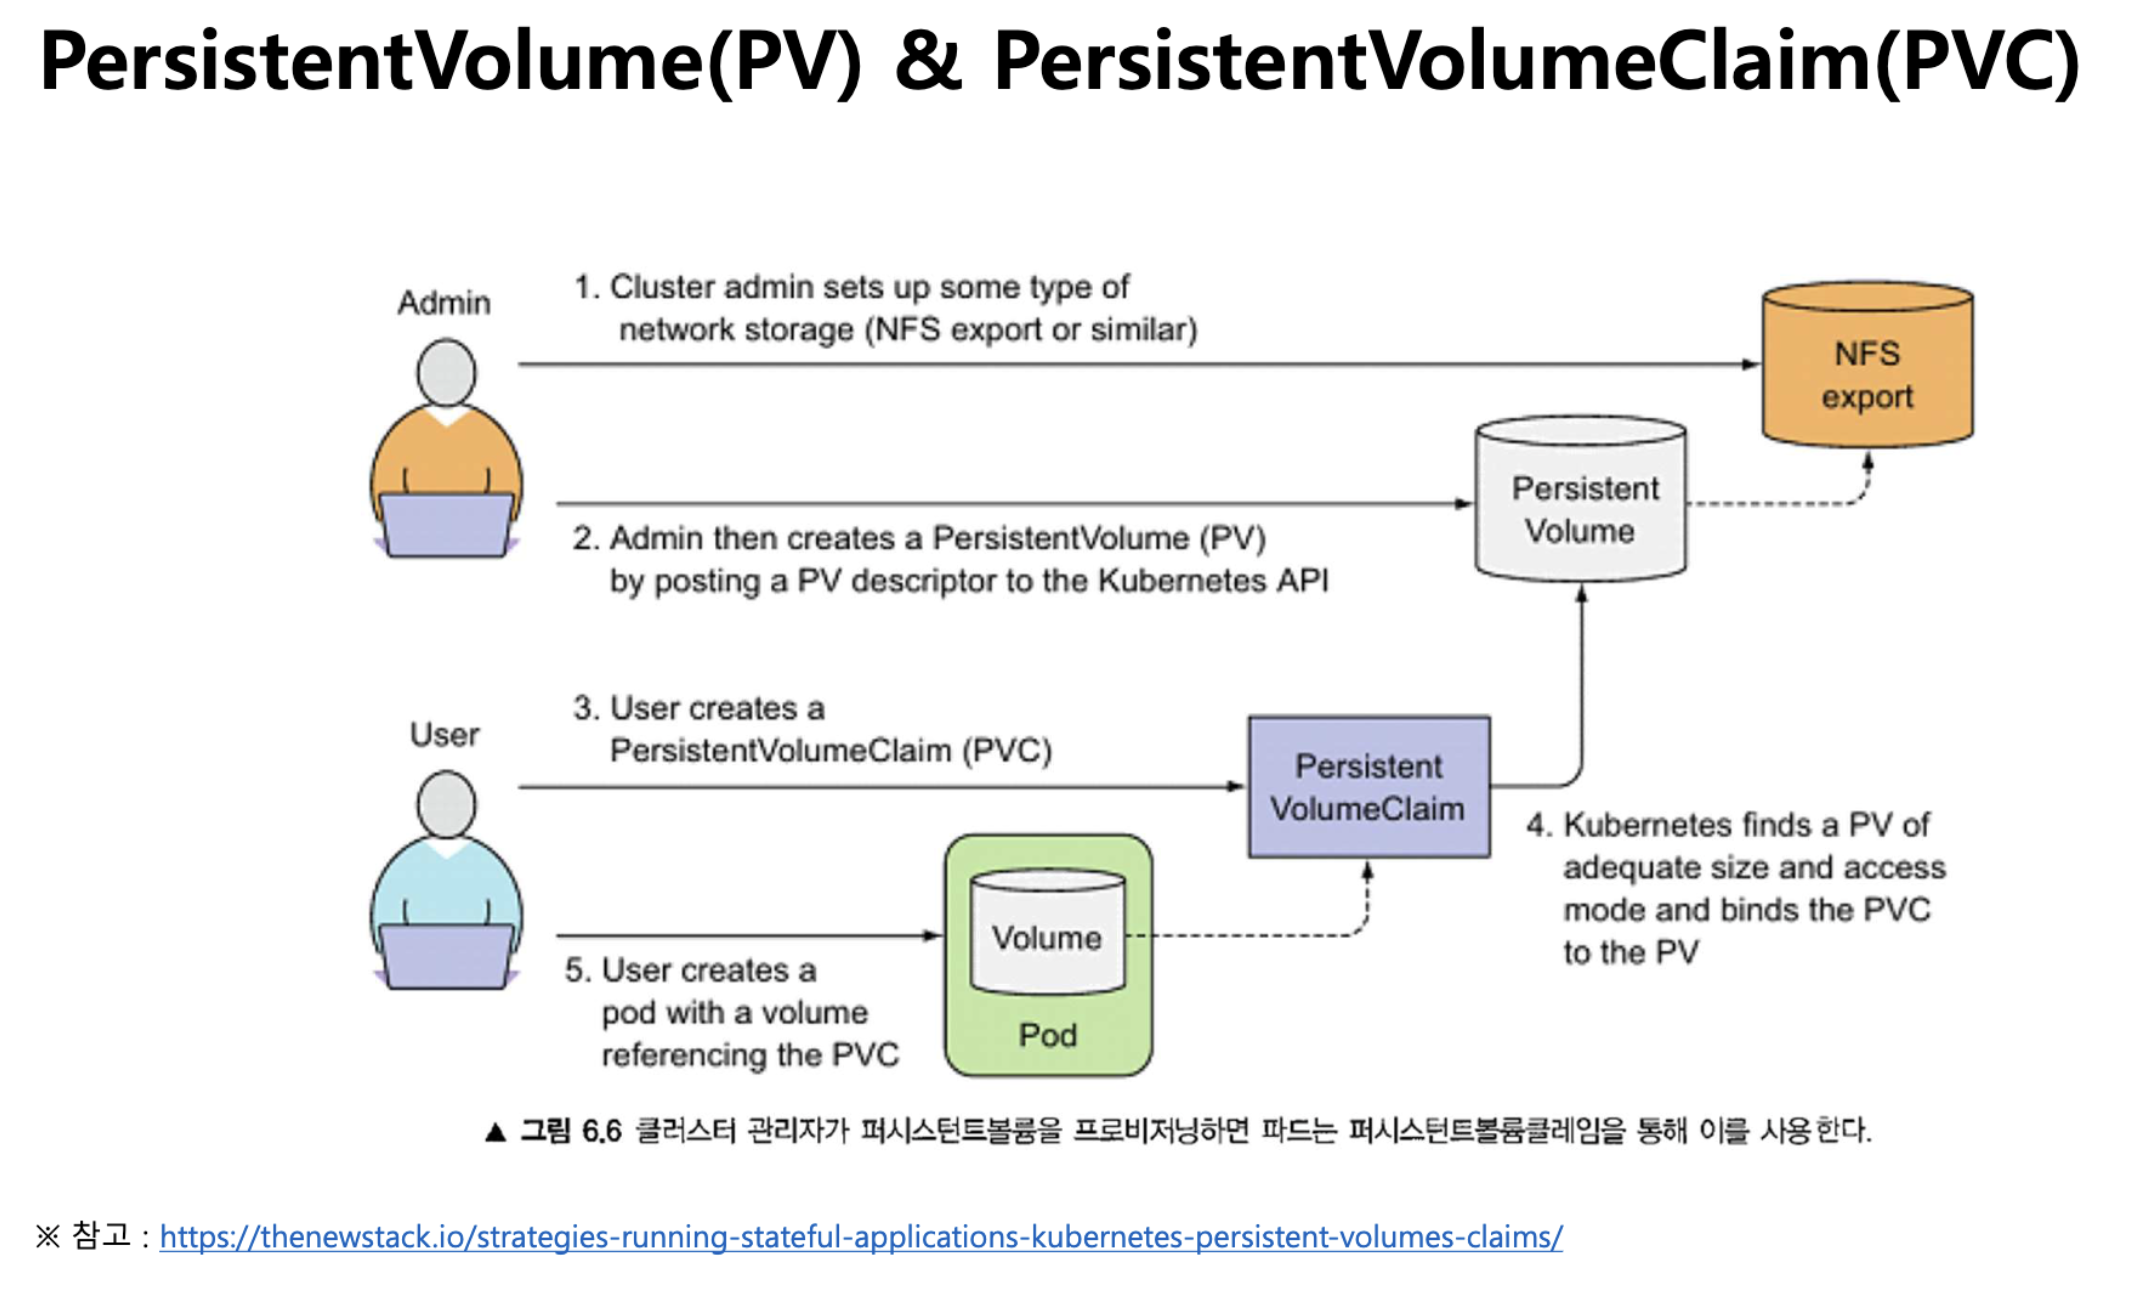 PersistentVolume(PV) & PersistentVolumeClaim(PVC)
Admin
1. Cluster admin sets up some type of
network storage (NFS export or similar)
NFS
export
Persistent
Volume
2. Admin then creates a PersistentVolume (PV)
by posting a PV descriptor to the Kubernetes API
User
3. User creates a
PersistentVolumeClaim (PVC)
Persistent
VolumeClaim
4. Kubernetes finds a PV of
adequate size and access
mode and binds the PVC
to the PV
Volume
Pod
5. User creates a
pod with a volume
referencing the PVC
▲ 그림 6.6 클러스터 관리자가 퍼시스턴트볼륨을 프로비저닝하면 파드는 퍼시스턴트볼륨클레임을 통해 이를 사용한다.
※ 참고 : https://thenewstack.io/strategies-running-stateful-applications-kubernetes-persistent-volumes-claims/